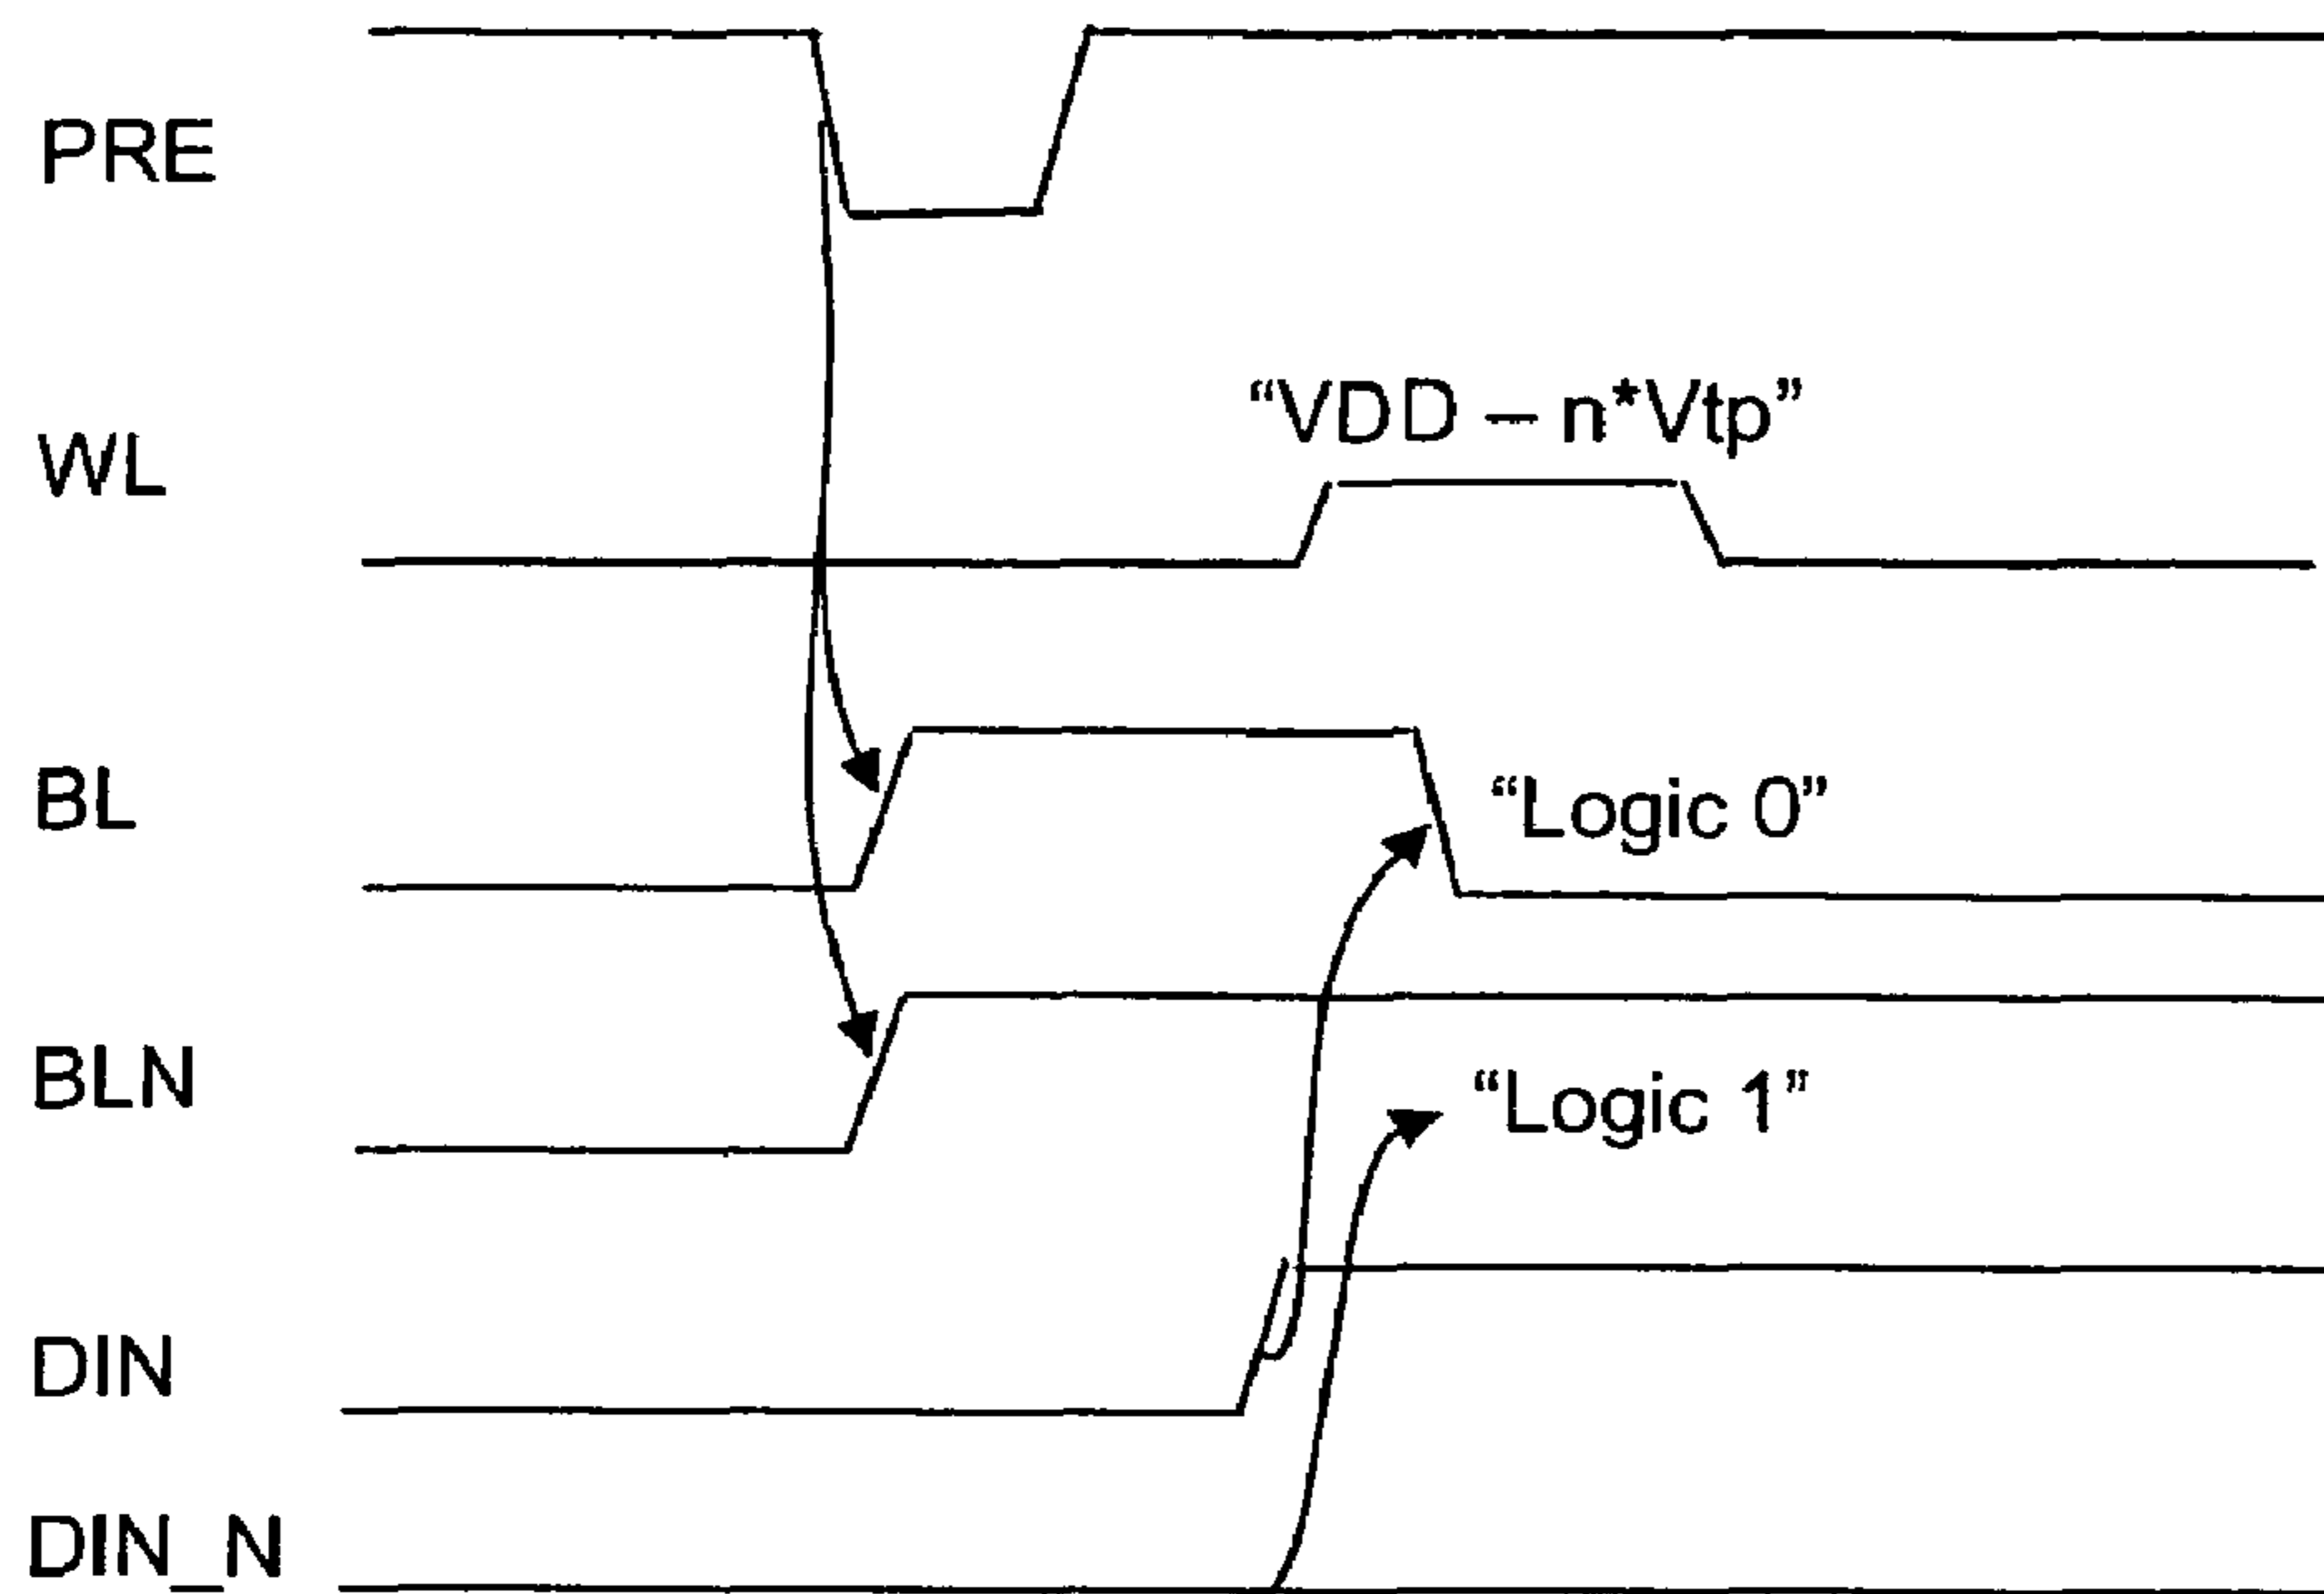 PRE
“VDD – n*Vtp”
WL
BL
“Logic 0”
BLN
“Logic 1”
DIN
DIN_N